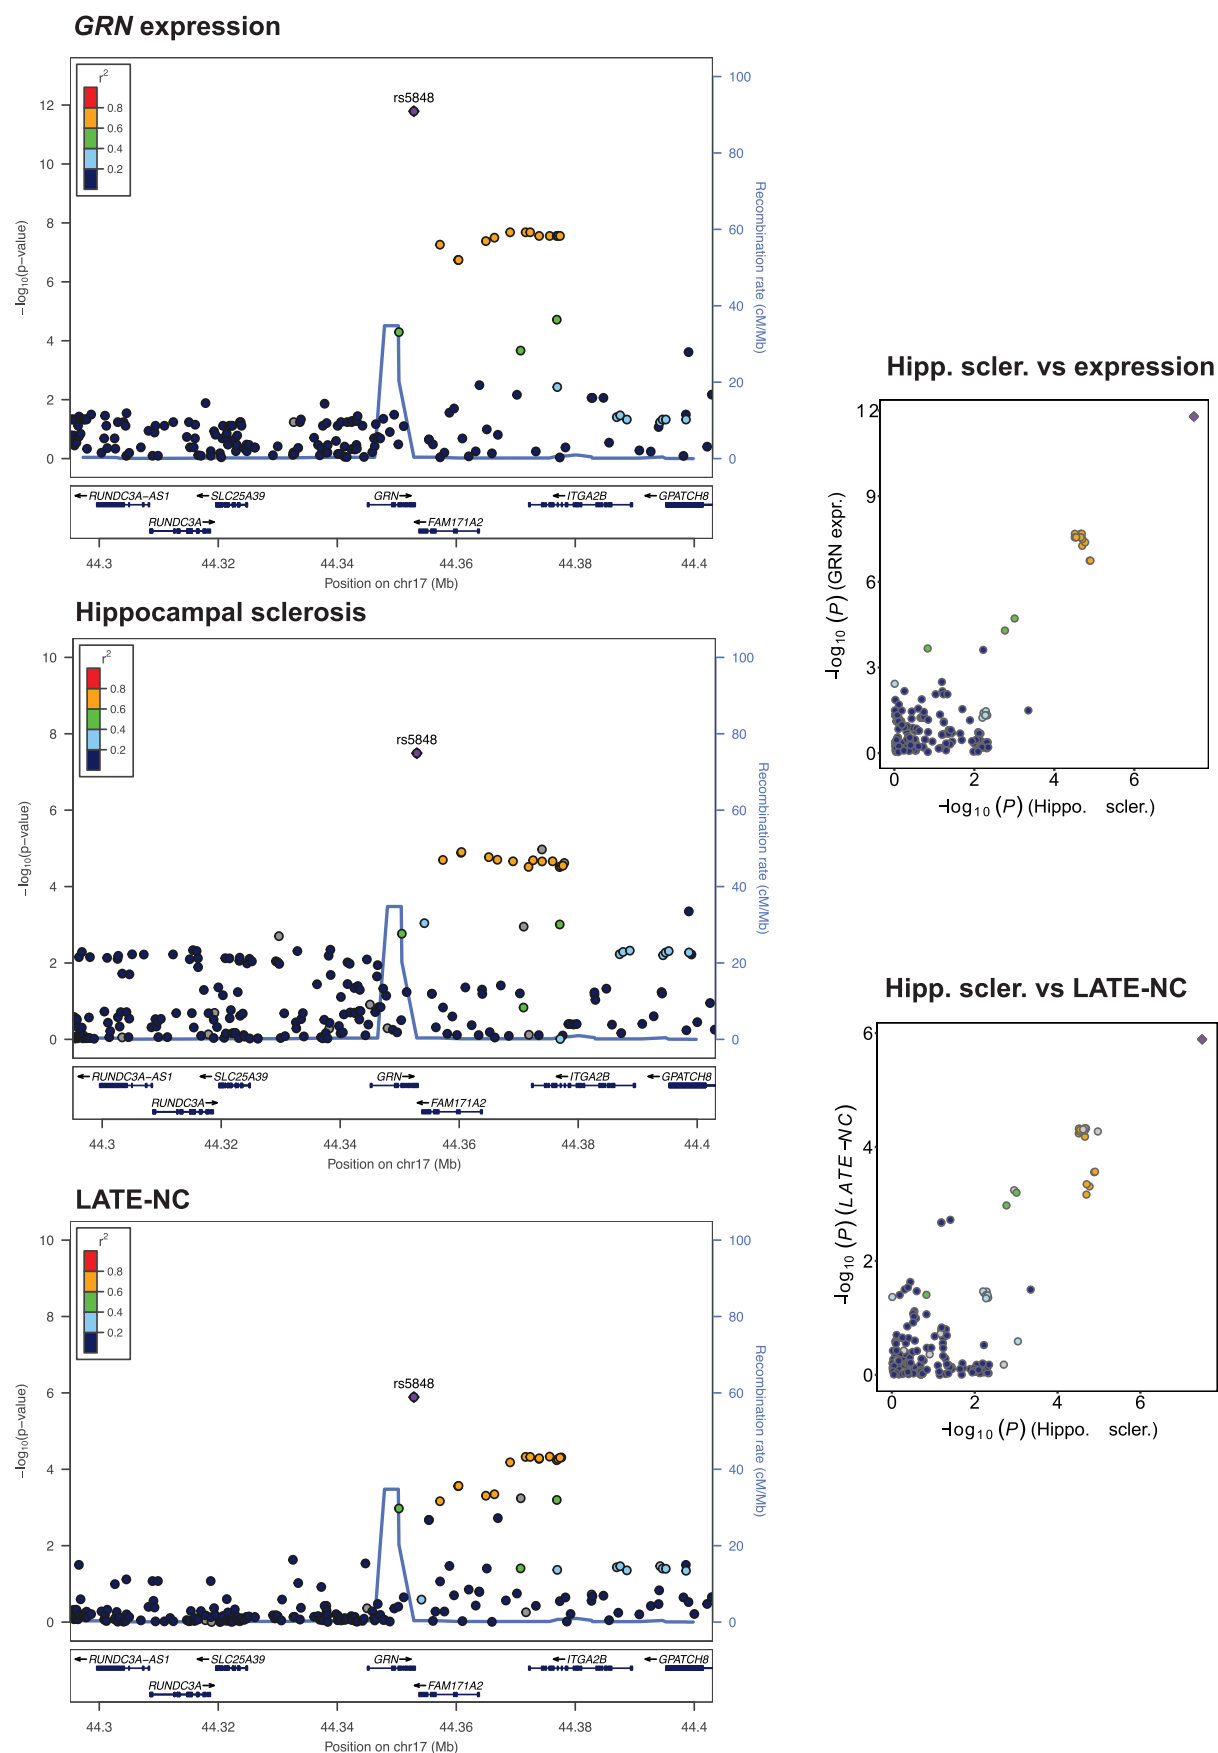 GRN expression
r2
0.8
0.6
0.4
0.2
rs5848
12
10
8
6
4
2
0
−log10(p−value)
100
80
60
40
20
0
Recombination rate (cM/Mb)
RUNDC3A−AS1
SLC25A39
GRN
ITGA2B
GPATCH8
RUNDC3A
FAM171A2
44.3 44.32 44.34 44.36 44.38 44.4
Position on chr17 (Mb)
Hippocampal sclerosis
r2
0.8
0.6
0.4
0.2
rs5848
10
8
6
4
2
0
−log10(p−value)
100
80
60
40
20
0
Recombination rate (cM/Mb)
RUNDC3A−AS1
SLC25A39
GRN
ITGA2B
GPATCH8
RUNDC3A
FAM171A2
44.3 44.32 44.34 44.36 44.38 44.4
Position on chr17 (Mb)
LATE-NC
r2
0.8
0.6
0.4
0.2
rs5848
10
8
6
4
2
0
−log10(p−value)
100
80
60
40
20
0
Recombination rate (cM/Mb)
RUNDC3A−AS1
SLC25A39
GRN
ITGA2B
GPATCH8
RUNDC3A
FAM171A2
44.3 44.32 44.34 44.36 44.38 44.4
Position on chr17 (Mb)
Hipp. scler. vs expression
12
9
6
3
0
−log10 (P) (GRN expr.)
0 2 4 6
−log10 (P) (Hippo. scler.)
Hipp. scler. vs LATE-NC
6
4
2
0
−log10 (P) (LATE-NC)
0 2 4 6
−log10 (P) (Hippo. scler.)